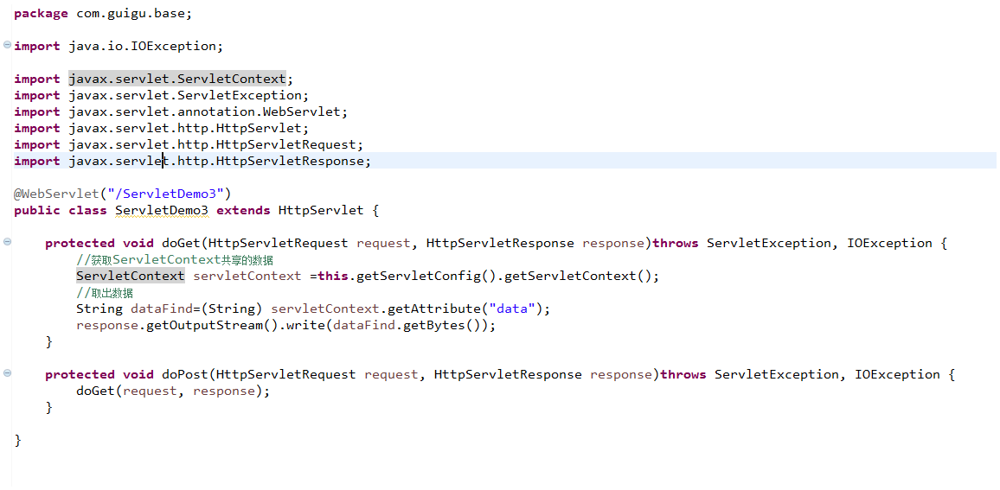 package com.guigu.base;
import java.io.IOException;
import javax.servlet.ServletContext;
import javax.servlet.ServletException;
import javax.servlet.annotation.WebServlet;
import javax.servlet.http.HttpServlet;
import javax.servlet.http.HttpServletRequest;
import javax.servlet.http.HttpServletResponse;
@WebServlet("/ServletDemo3")
public class ServletDemo3 extends HttpServlet {
protected void doGet(HttpServletRequest request, HttpServletResponse response)throws ServletException, IOException {
//获取ServletContext共享的数据
ServletContext servletContext =this.getServletConfig().getServletContext();
//取出数据
String dataFind=(String) servletContext.getAttribute("data");
response.getOutputStream().write(dataFind.getBytes());
}
protected void doPost(HttpServletRequest request, HttpServletResponse response)throws ServletException, IOException {
doGet(request, response);
}
}